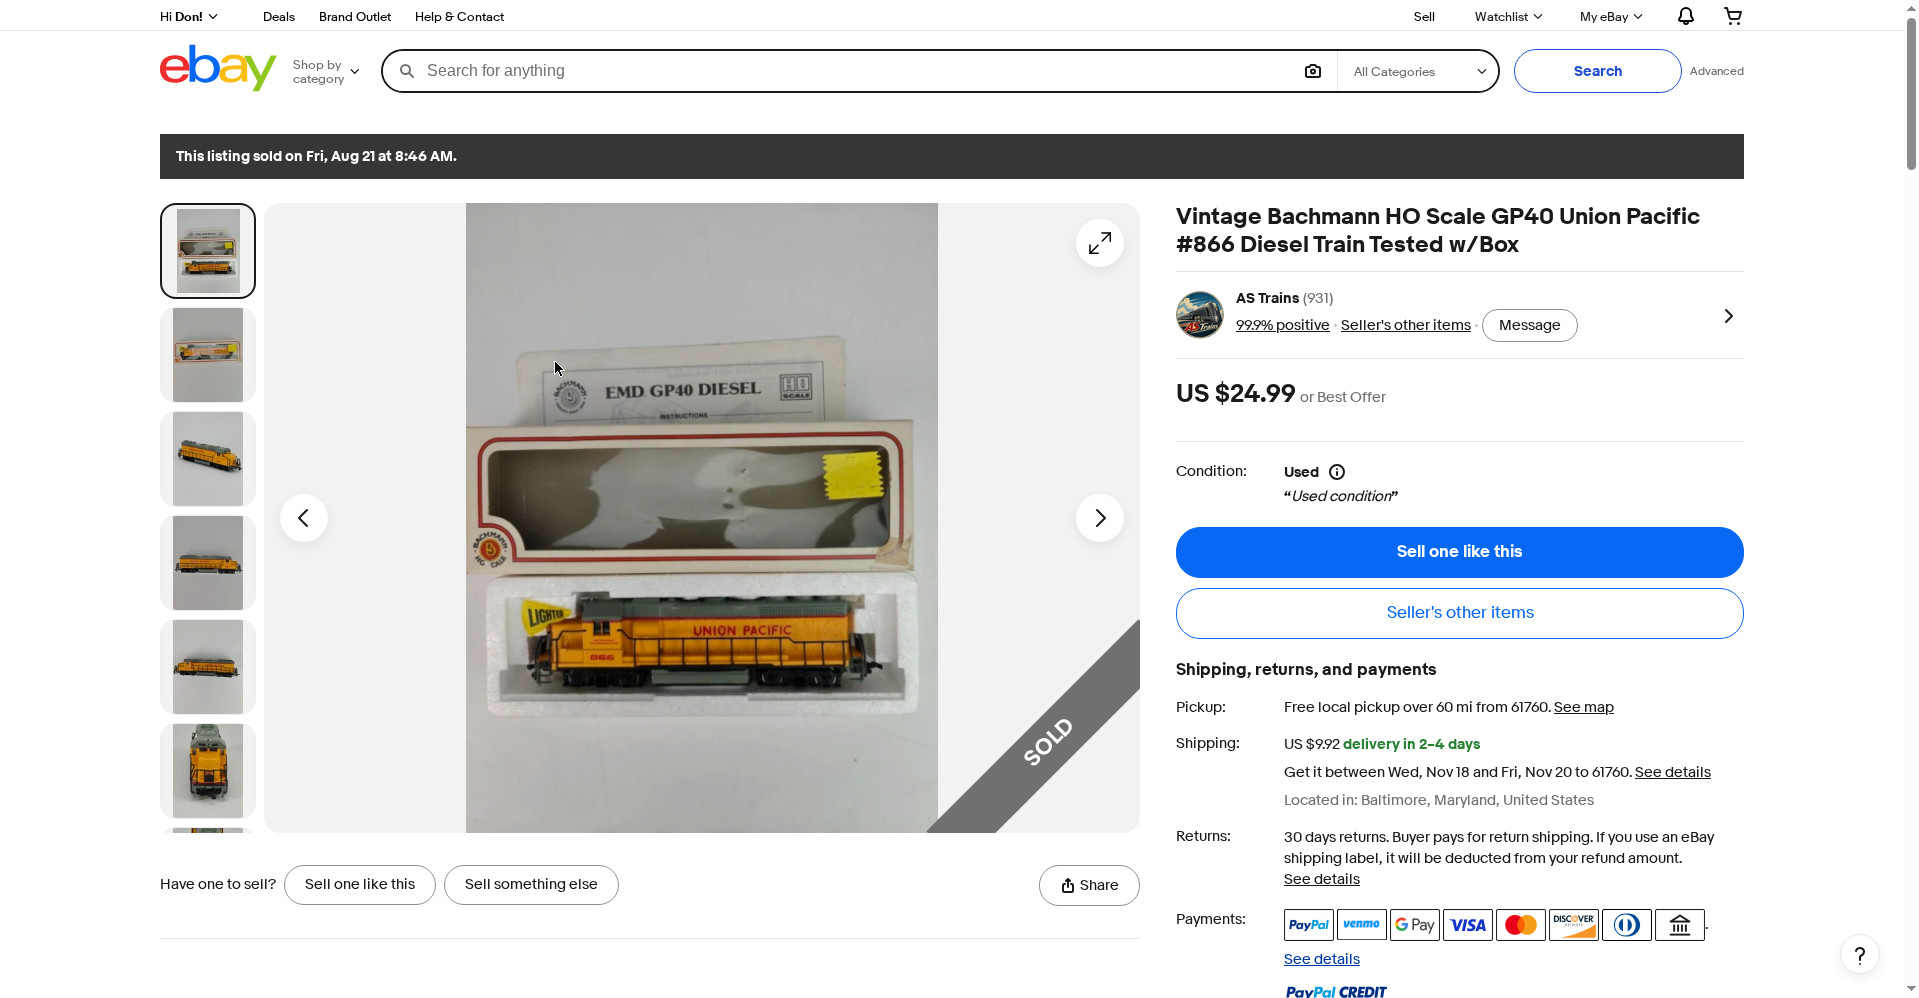 Hi Don!
Deals
Brand Outlet
Help & Contact
Sell
Watchlist
My eBay
ebay
Shop by
category
Search for anything
All Categories
Search
Advanced
This listing sold on Fri, Aug 21 at 8:46 AM.
EMD GP40 DIESEL
HO
SCALE
INSTRUCTIONS
BACHMANN
HO SCALE
LIGHTED
UNION PACIFIC
866
SOLD
Vintage Bachmann HO Scale GP40 Union Pacific
#866 Diesel Train Tested w/Box
AS Trains
AS Trains (931)
99.9% positive · Seller's other items · Message
US $24.99 or Best Offer
Condition: Used
“Used condition”
Sell one like this
Seller's other items
Shipping, returns, and payments
Pickup: Free local pickup over 60 mi from 61760. See map
Shipping: US $9.92 delivery in 2–4 days
Get it between Wed, Nov 18 and Fri, Nov 20 to 61760. See details
Located in: Baltimore, Maryland, United States
Returns: 30 days returns. Buyer pays for return shipping. If you use an eBay
shipping label, it will be deducted from your refund amount.
See details
Payments: PayPal venmo G Pay VISA DISCOVER .
See details
PayPal CREDIT
Have one to sell? Sell one like this Sell something else
Share
?